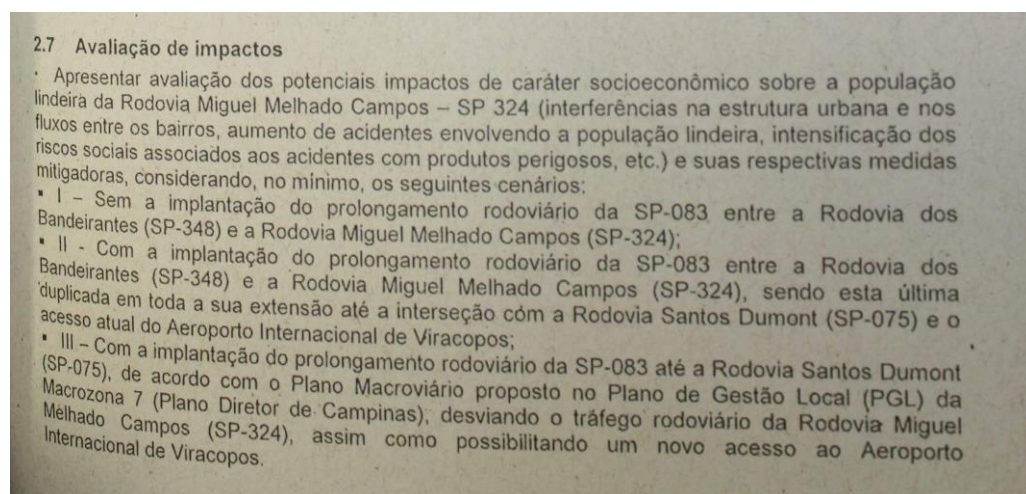 2.7 Avaliação de impactos
· Apresentar avaliação dos potenciais impactos de caráter socioeconômico sobre a população
lindeira da Rodovia Miguel Melhado Campos – SP 324 (interferências na estrutura urbana e nos
fluxos entre os bairros, aumento de acidentes envolvendo a população lindeira, intensificação dos
riscos sociais associados aos acidentes com produtos perigosos, etc.) e suas respectivas medidas
mitigadoras, considerando, no mínimo, os seguintes cenários:
▪ I – Sem a implantação do prolongamento rodoviário da SP-083 entre a Rodovia dos
Bandeirantes (SP-348) e a Rodovia Miguel Melhado Campos (SP-324);
▪ II - Com a implantação do prolongamento rodoviário da SP-083 entre a Rodovia dos
Bandeirantes (SP-348) e a Rodovia Miguel Melhado Campos (SP-324), sendo esta última
duplicada em toda a sua extensão até a interseção com a Rodovia Santos Dumont (SP-075) e o
acesso atual do Aeroporto Internacional de Viracopos;
▪ III – Com a implantação do prolongamento rodoviário da SP-083 até a Rodovia Santos Dumont
(SP-075), de acordo com o Plano Macroviário proposto no Plano de Gestão Local (PGL) da
Macrozona 7 (Plano Diretor de Campinas), desviando o tráfego rodoviário da Rodovia Miguel
Melhado Campos (SP-324), assim como possibilitando um novo acesso ao Aeroporto
Internacional de Viracopos.